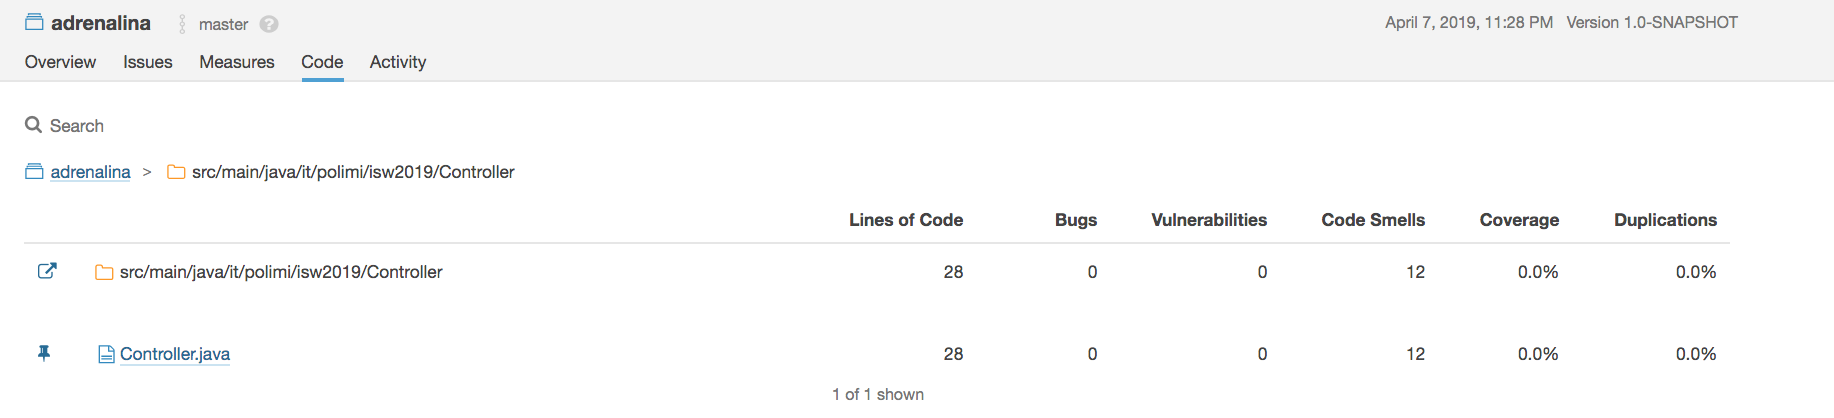 adrenalina master ? April 7, 2019, 11:28 PM Version 1.0-SNAPSHOT
Overview Issues Measures Code Activity
Search
adrenalina > src/main/java/it/polimi/isw2019/Controller
Lines of Code Bugs Vulnerabilities Code Smells Coverage Duplications
src/main/java/it/polimi/isw2019/Controller 28 0 0 12 0.0% 0.0%
Controller.java 28 0 0 12 0.0% 0.0%
1 of 1 shown